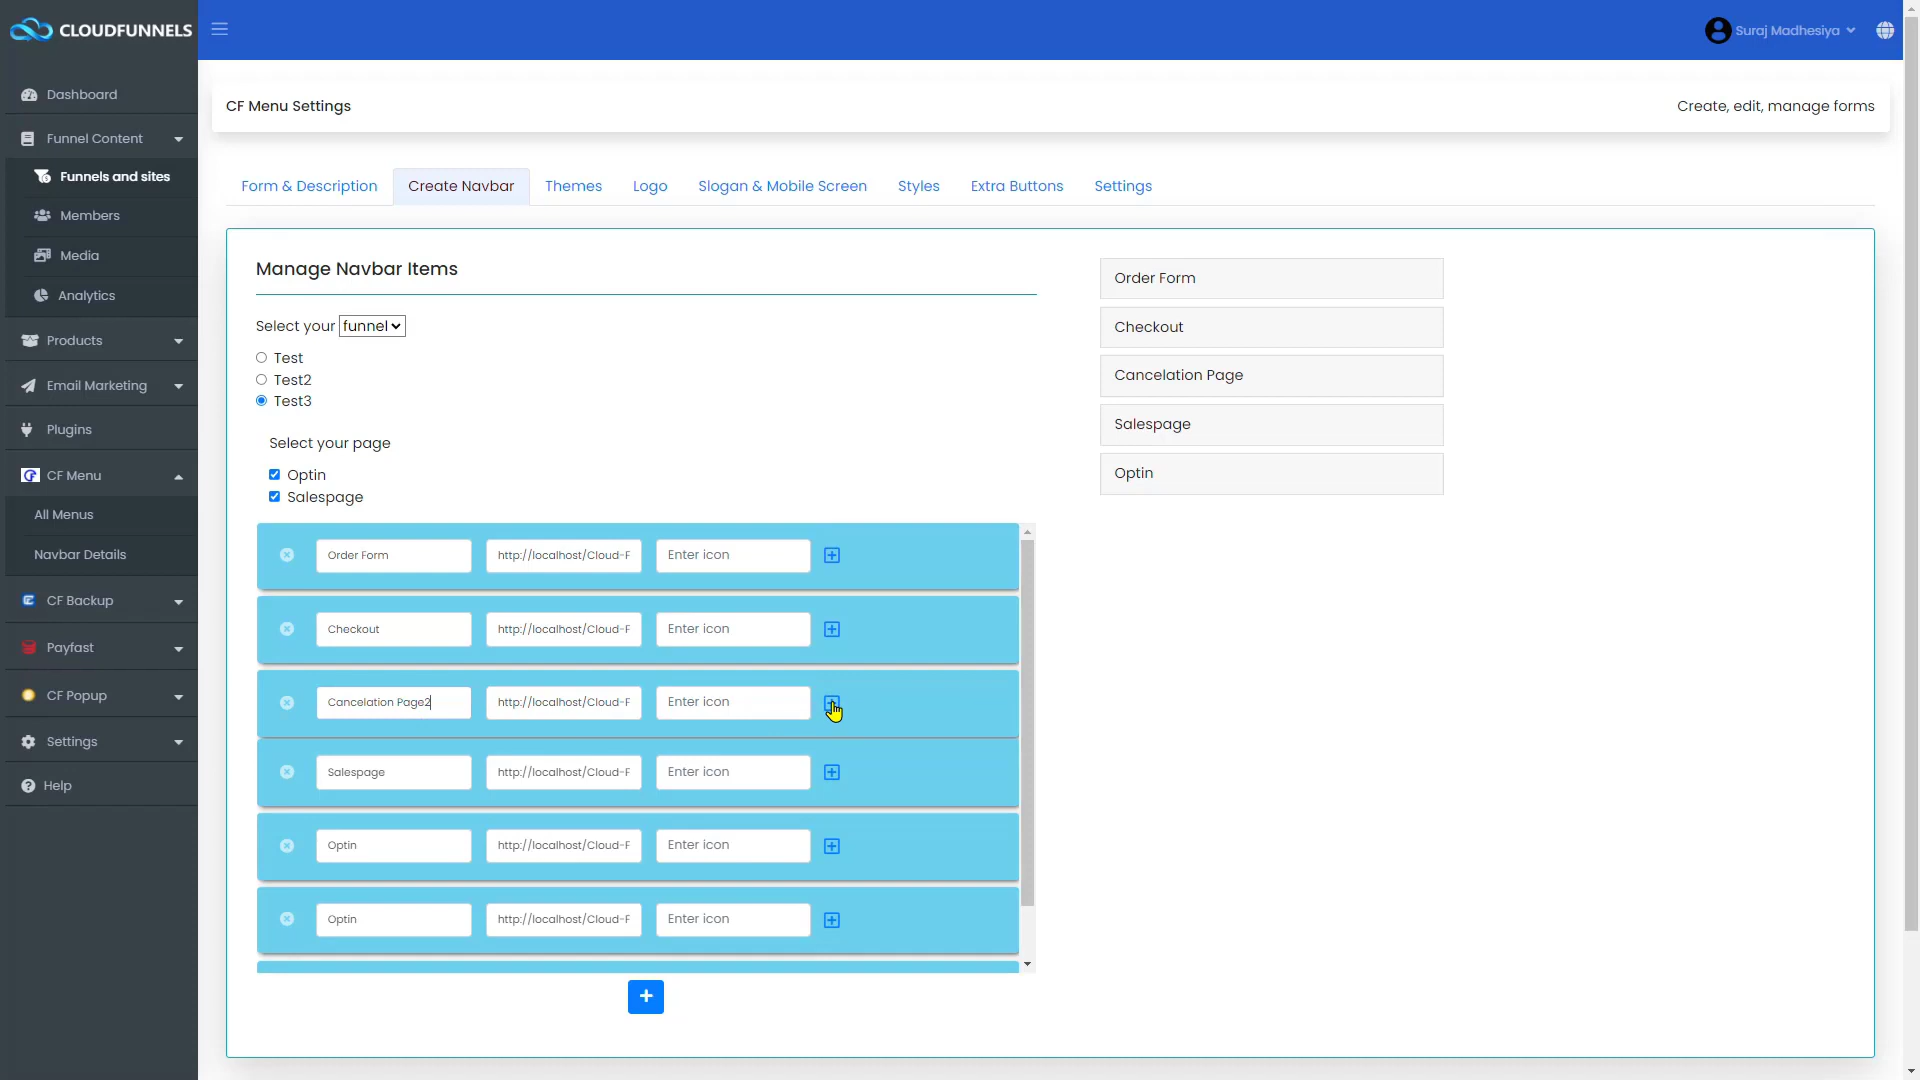 CLOUDFUNNELS
Suraj Madhesiya
Dashboard
Funnel Content
Funnels and sites
Members
Media
Analytics
Products
Email Marketing
Plugins
CF Menu
All Menus
Navbar Details
CF Backup
Payfast
CF Popup
Settings
Help
CF Menu Settings
Create, edit, manage forms
Form & Description
Create Navbar
Themes
Logo
Slogan & Mobile Screen
Styles
Extra Buttons
Settings
Manage Navbar Items
Select your funnel
Test
Test2
Test3
Select your page
Optin
Salespage
Order Form http://localhost/Cloud-F Enter icon
Checkout http://localhost/Cloud-F Enter icon
Cancelation Page2 http://localhost/Cloud-F Enter icon
Salespage http://localhost/Cloud-F Enter icon
Optin http://localhost/Cloud-F Enter icon
Optin http://localhost/Cloud-F Enter icon
Order Form
Checkout
Cancelation Page
Salespage
Optin